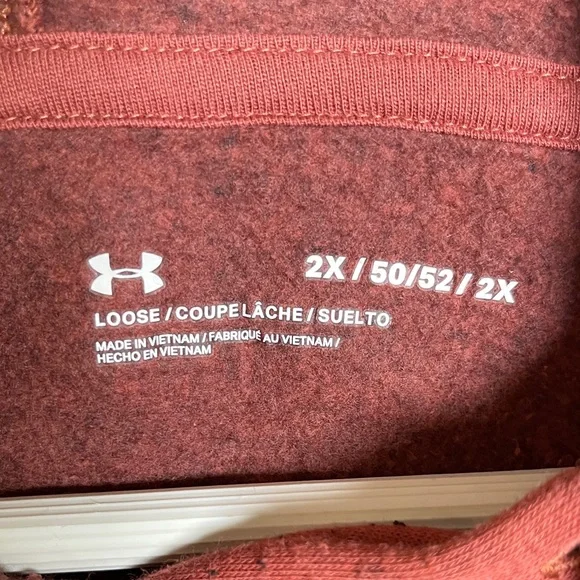 2X / 50/52 / 2X
LOOSE / COUPE LÂCHE / SUELTO
MADE IN VIETNAM / FABRIQUÉ AU VIETNAM /
HECHO EN VIETNAM